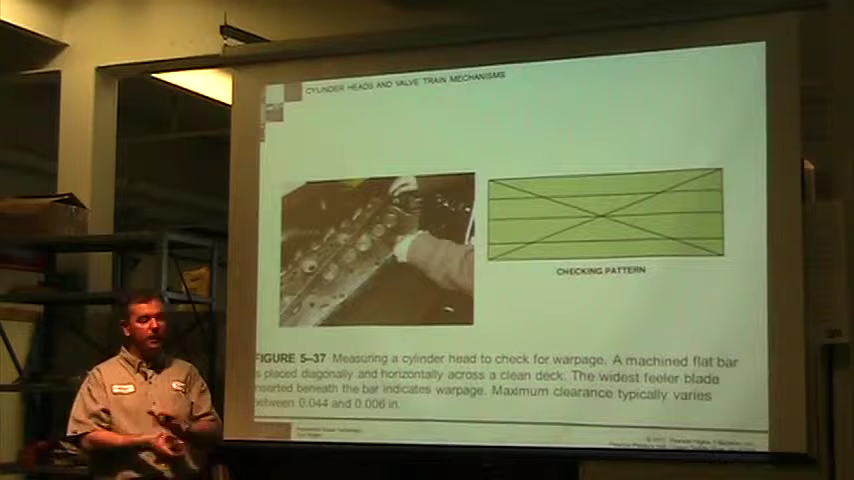 CYLINDER HEADS AND VALVE TRAIN MECHANISMS
CHECKING PATTERN
FIGURE 5–37 Measuring a cylinder head to check for warpage. A machined flat bar
s placed diagonally and horizontally across a clean deck. The widest feeler blade
nserted beneath the bar indicates warpage. Maximum clearance typically varies
between 0.044 and 0.006 in.